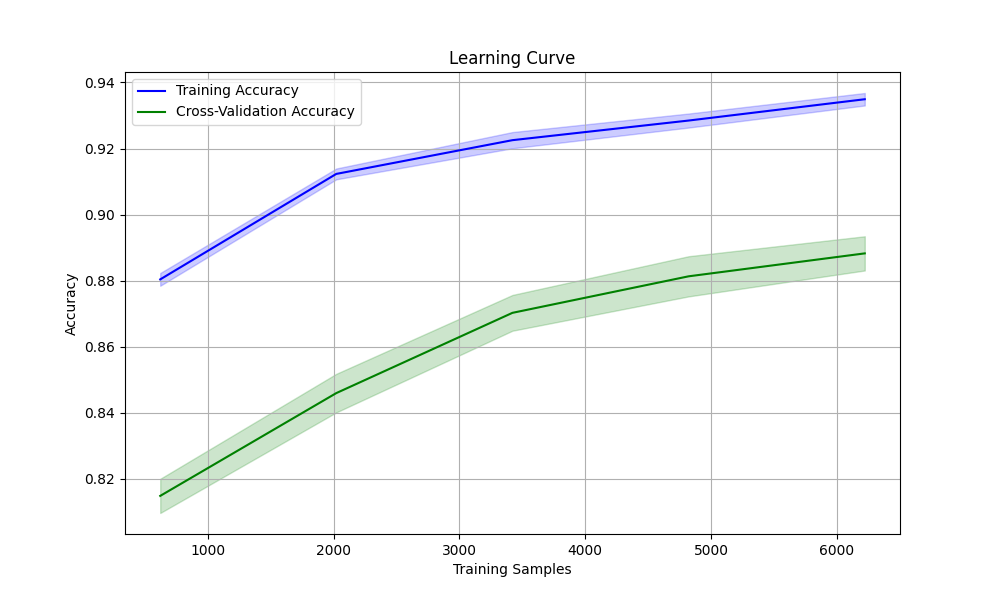 Learning Curve
Training Accuracy
Cross-Validation Accuracy
0.94
0.92
0.90
0.88
0.86
0.84
0.82
Accuracy
1000 2000 3000 4000 5000 6000
Training Samples